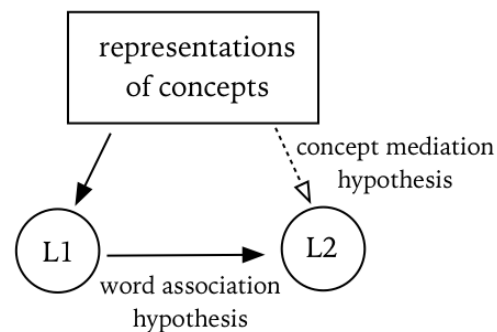 representations
of concepts
concept mediation
hypothesis
L1
L2
word association
hypothesis